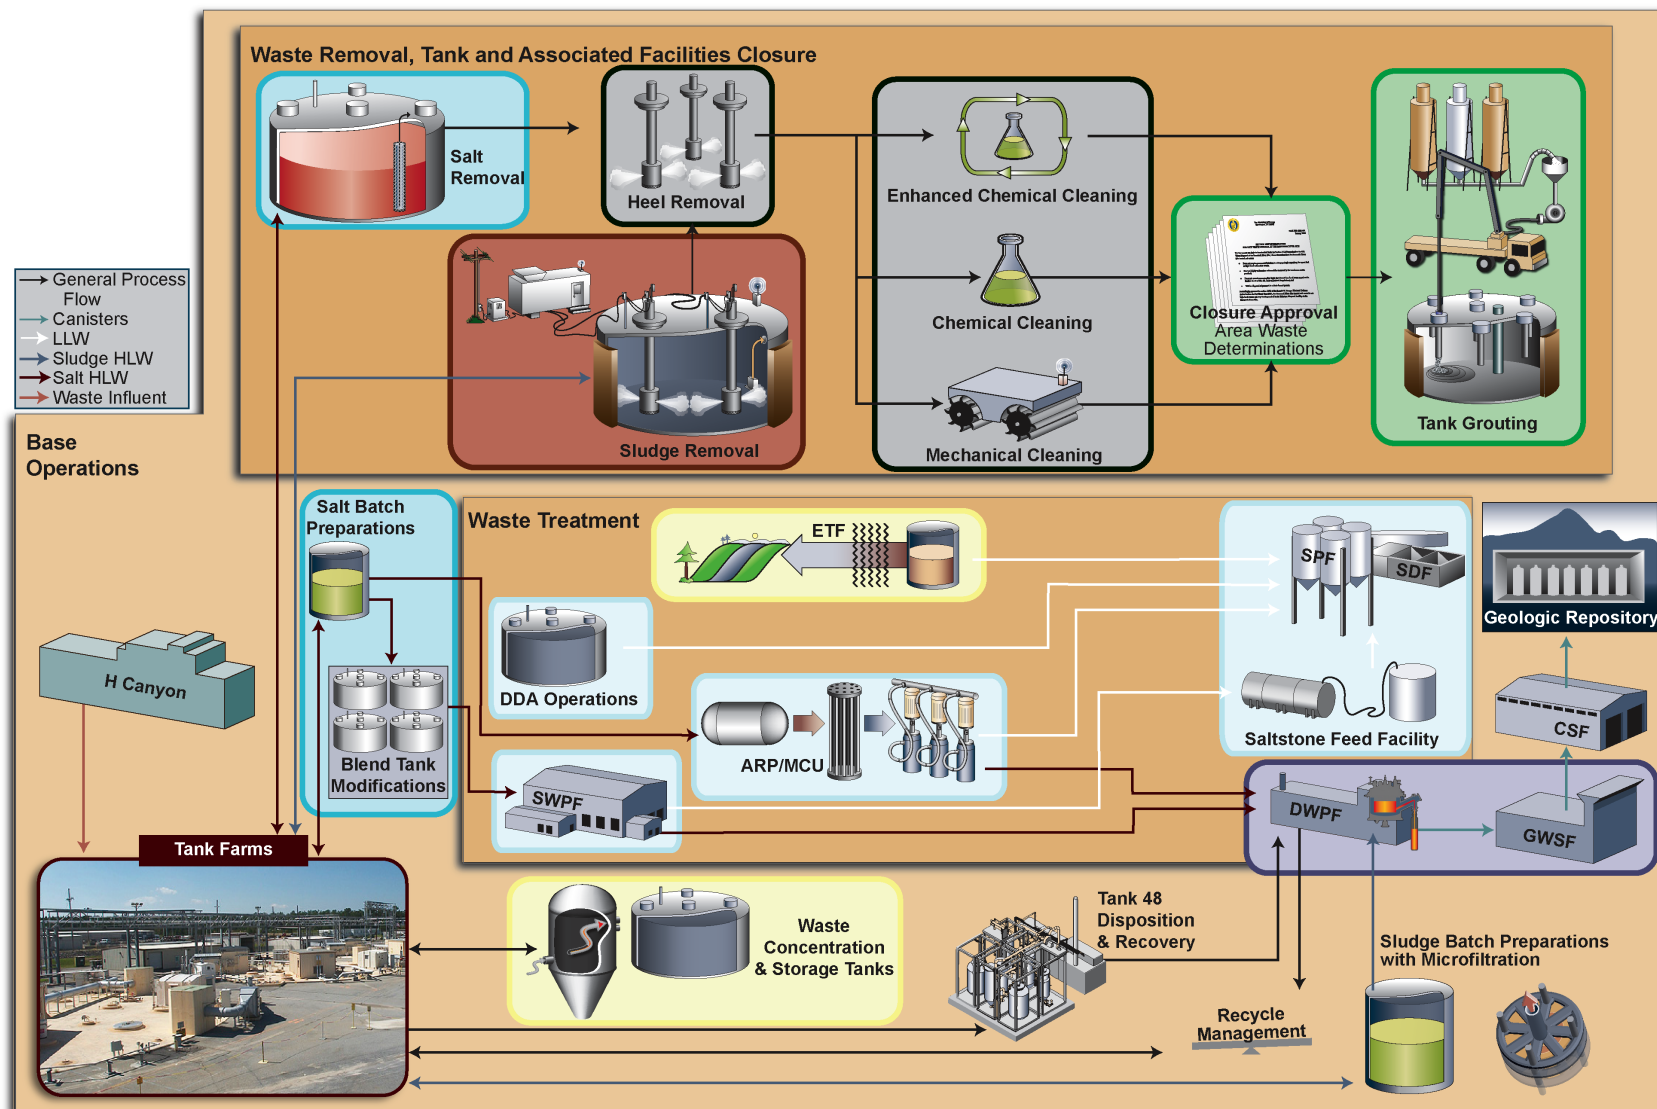 Waste Removal, Tank and Associated Facilities Closure
Salt
Removal
Heel Removal
Enhanced Chemical Cleaning
Chemical Cleaning
Mechanical Cleaning
Closure Approval
Area Waste
Determinations
Tank Grouting
Sludge Removal
General Process
Flow
Canisters
LLW
Sludge HLW
Salt HLW
Waste Influent
Base
Operations
Salt Batch
Preparations
Blend Tank
Modifications
Waste Treatment
ETF
DDA Operations
ARP/MCU
SWPF
SPF
SDF
Saltstone Feed Facility
Geologic Repository
CSF
DWPF
GWSF
H Canyon
Tank Farms
Waste
Concentration
& Storage Tanks
Tank 48
Disposition
& Recovery
Recycle
Management
Sludge Batch Preparations
with Microfiltration